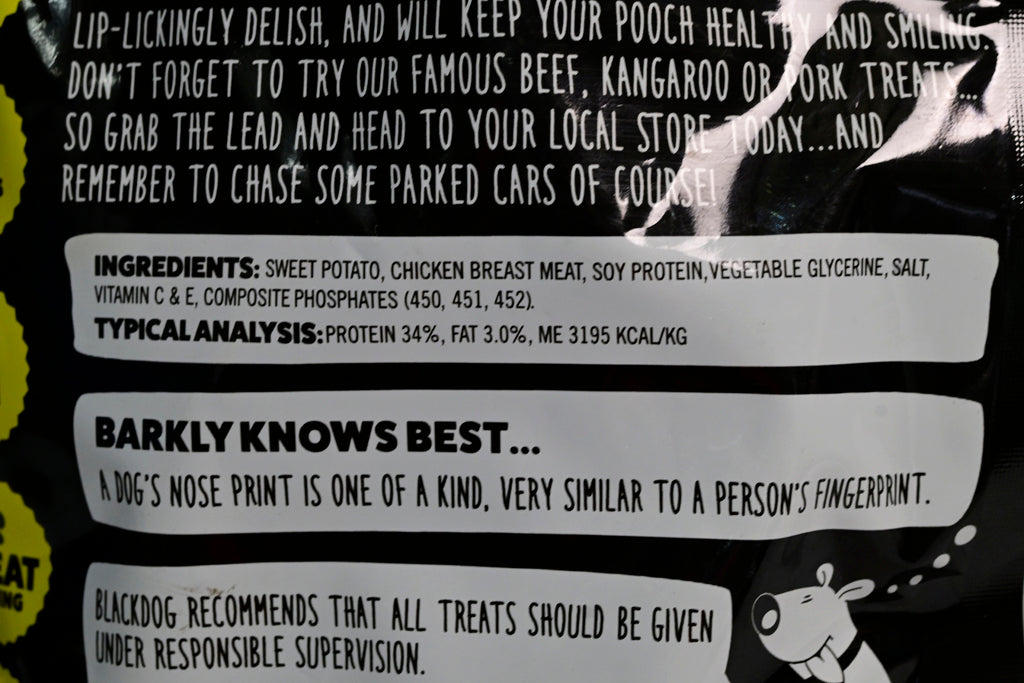 LIP-LICKINGLY DELISH, AND WILL KEEP YOUR POOCH HEALTHY AND SMILING.
DON'T FORGET TO TRY OUR FAMOUS BEEF, KANGAROO OR PORK TREATS...
SO GRAB THE LEAD AND HEAD TO YOUR LOCAL STORE TODAY...AND
REMEMBER TO CHASE SOME PARKED CARS OF COURSE!
INGREDIENTS: SWEET POTATO, CHICKEN BREAST MEAT, SOY PROTEIN, VEGETABLE GLYCERINE, SALT,
VITAMIN C & E, COMPOSITE PHOSPHATES (450, 451, 452).
TYPICAL ANALYSIS: PROTEIN 34%, FAT 3.0%, ME 3195 KCAL/KG
BARKLY KNOWS BEST...
A DOG'S NOSE PRINT IS ONE OF A KIND, VERY SIMILAR TO A PERSON'S FINGERPRINT.
BLACKDOG RECOMMENDS THAT ALL TREATS SHOULD BE GIVEN
UNDER RESPONSIBLE SUPERVISION.